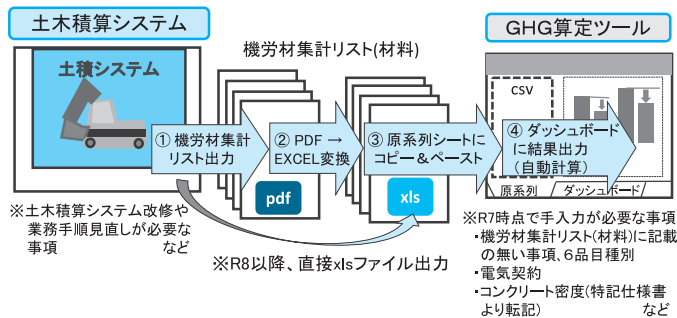 土木積算システム
土積システム
機労材集計リスト(材料)
GHG算定ツール
csv
① 機労材集計
リスト出力
② PDF →
EXCEL変換
③ 原系列シートに
コピー&ペースト
④ ダッシュボード
に結果出力
(自動計算)
pdf
xls
原系列
ダッシュボード
※土木積算システム改修や
業務手順見直しが必要な
事項 など
※R8以降、直接xlsファイル出力
※R7時点で手入力が必要な事項
・機労材集計リスト(材料)に記載
の無い事項、6品目種別
・電気契約
・コンクリート密度(特記仕様書
より転記) など